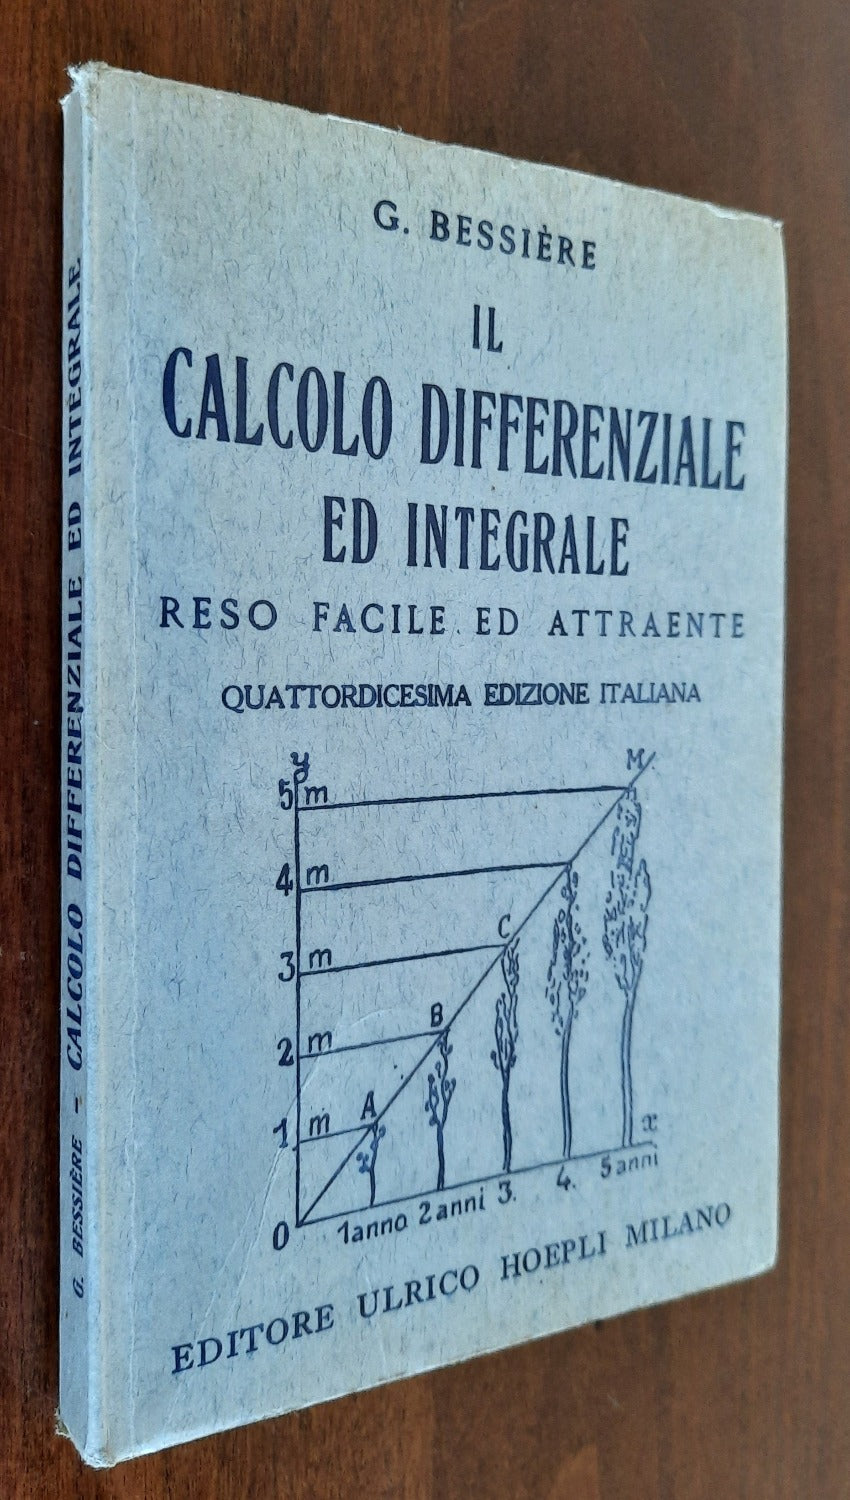 G. BESSIÈRE - CALCOLO DIFFERENZIALE ED INTEGRALE
G. BESSIÈRE
IL
CALCOLO DIFFERENZIALE
ED INTEGRALE
RESO FACILE ED ATTRAENTE
QUATTORDICESIMA EDIZIONE ITALIANA
y
M
5 m
4 m
C
3 m
B
2 m
A
1 m
x
0 1 anno 2 anni 3. 4. 5 anni
EDITORE ULRICO HOEPLI MILANO